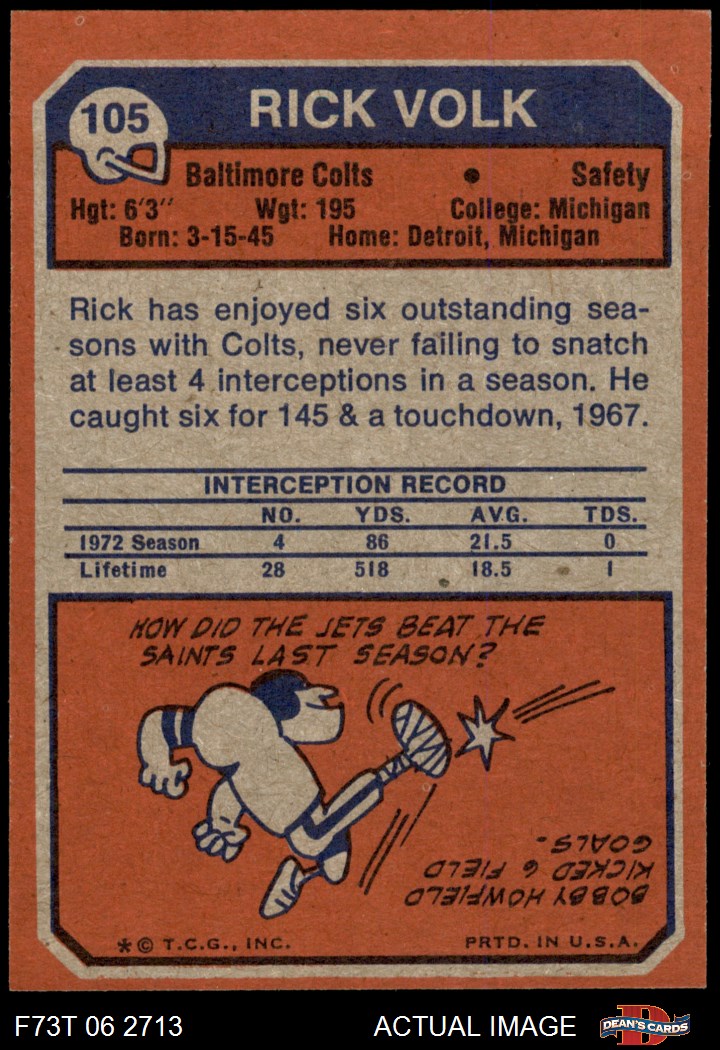 105
RICK VOLK
Baltimore Colts • Safety
Hgt: 6'3" Wgt: 195 College: Michigan
Born: 3-15-45 Home: Detroit, Michigan
Rick has enjoyed six outstanding sea-
sons with Colts, never failing to snatch
at least 4 interceptions in a season. He
caught six for 145 & a touchdown, 1967.
INTERCEPTION RECORD
NO. YDS. AVG. TDS.
1972 Season 4 86 21.5 0
Lifetime 28 518 18.5 1
HOW DID THE JETS BEAT THE
SAINTS LAST SEASON?
BOBBY HOWFIELD
KICKED 6 FIELD
GOALS.
*© T.C.G., INC. PRTD. IN U.S.A.
F73T 06 2713 ACTUAL IMAGE
D
DEAN'S CARDS